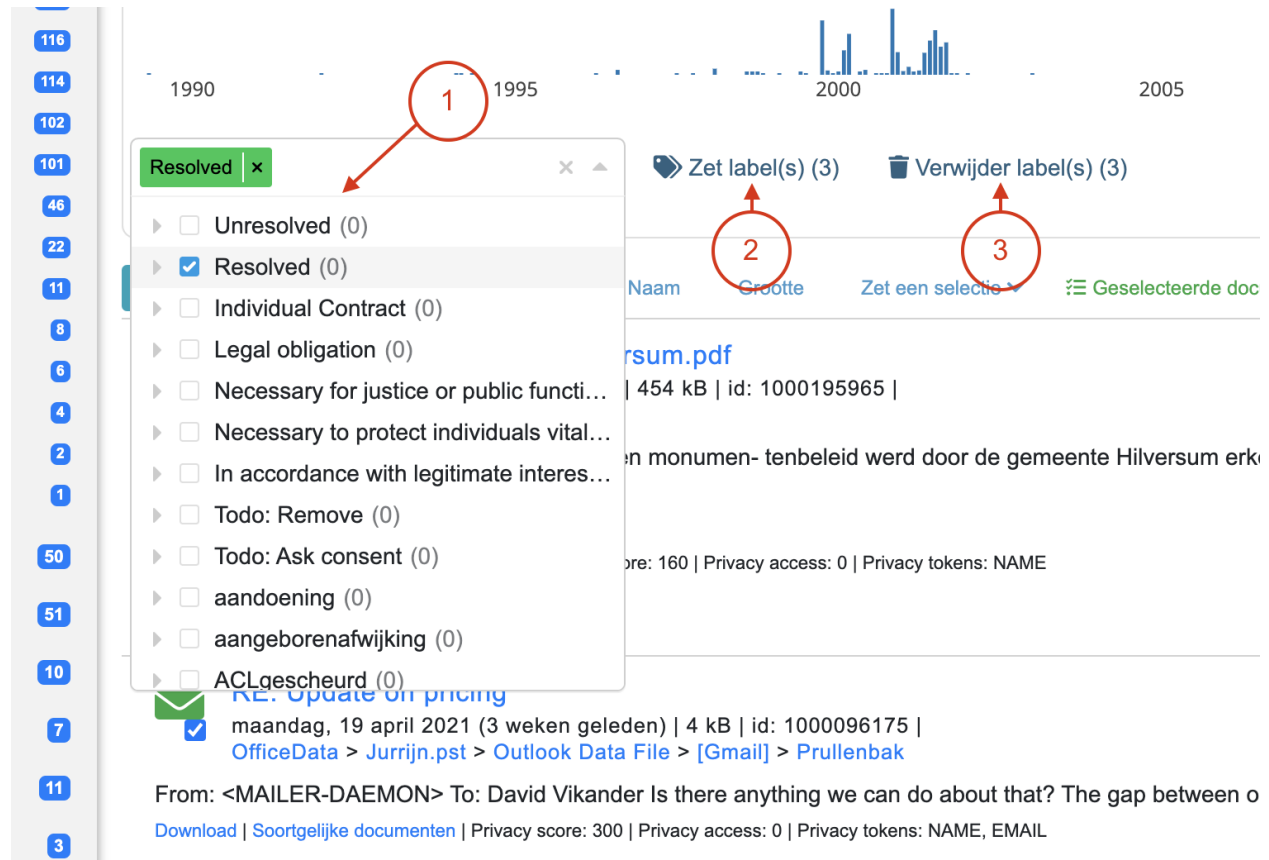 116
114
1990
1995
2000
2005
1
102
101
Resolved
Zet label(s) (3)
Verwijder label(s) (3)
46
Unresolved (0)
2
3
22
Resolved (0)
11
Naam
Grootte
Zet een selectie
Geselecteerde doc
Individual Contract (0)
8
Legal obligation (0)
rsum.pdf
6
Necessary for justice or public functi...
| 454 kB | id: 1000195965 |
4
Necessary to protect individuals vital...
2
en monumen- tenbeleid werd door de gemeente Hilversum erk
In accordance with legitimate interes...
1
Todo: Remove (0)
50
Todo: Ask consent (0)
ore: 160 | Privacy access: 0 | Privacy tokens: NAME
aandoening (0)
51
aangeborenafwijking (0)
10
ACLgescheurd (0)
RE: Update on pricing
7
maandag, 19 april 2021 (3 weken geleden) | 4 kB | id: 1000096175 |
OfficeData > Jurrijn.pst > Outlook Data File > [Gmail] > Prullenbak
11
From: <MAILER-DAEMON> To: David Vikander Is there anything we can do about that? The gap between o
Download | Soortgelijke documenten | Privacy score: 300 | Privacy access: 0 | Privacy tokens: NAME, EMAIL
3